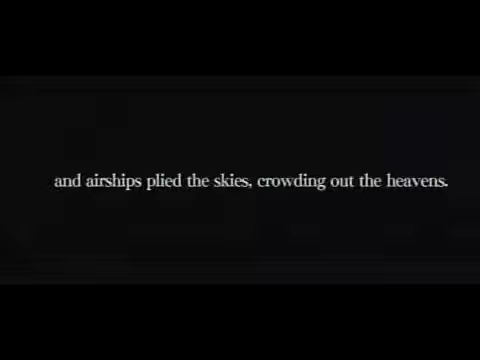 and airships plied the skies, crowding out the heavens.